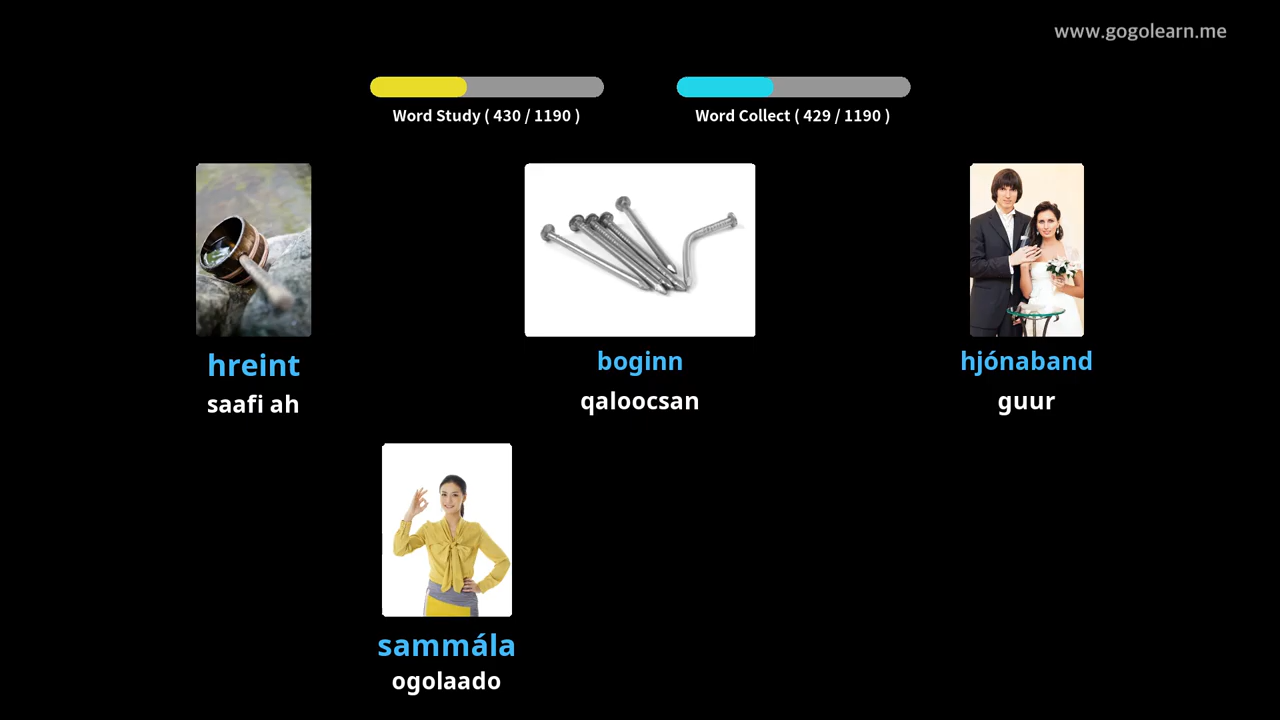 www.gogolearn.me
Word Study ( 430 / 1190 )
Word Collect ( 429 / 1190 )
hreint
saafi ah
boginn
qaloocsan
hjónaband
guur
sammála
ogolaado